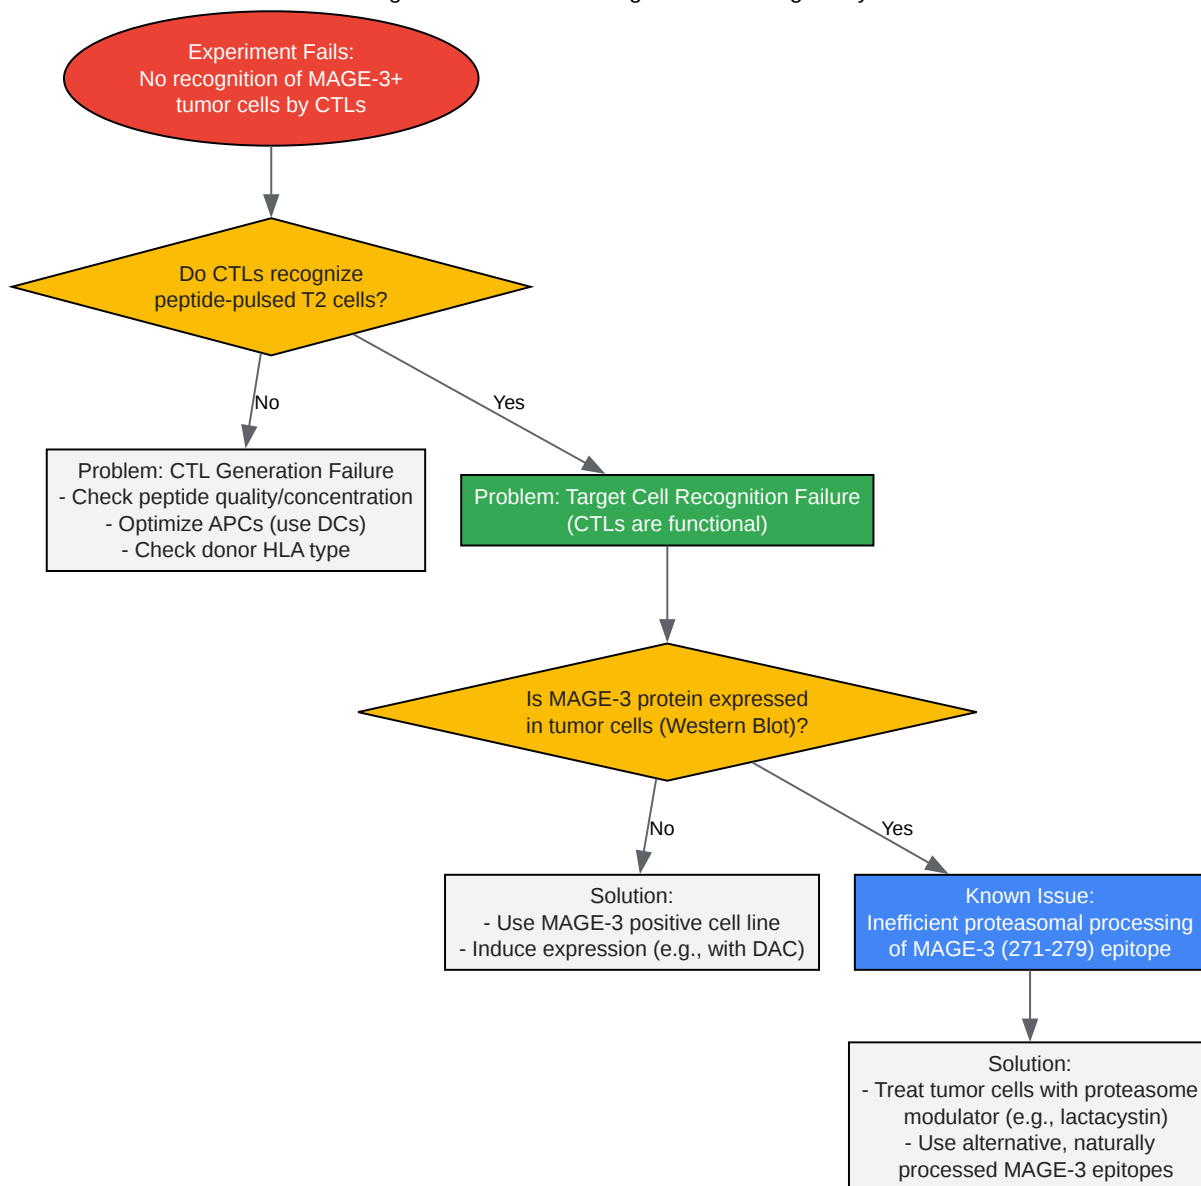 Experiment Fails:
No recognition of MAGE-3+
tumor cells by CTLs
Do CTLs recognize
peptide-pulsed T2 cells?
No
Yes
Problem: CTL Generation Failure
- Check peptide quality/concentration
- Optimize APCs (use DCs)
- Check donor HLA type
Problem: Target Cell Recognition Failure
(CTLs are functional)
Is MAGE-3 protein expressed
in tumor cells (Western Blot)?
No
Yes
Solution:
- Use MAGE-3 positive cell line
- Induce expression (e.g., with DAC)
Known Issue:
Inefficient proteasomal processing
of MAGE-3 (271-279) epitope
Solution:
- Treat tumor cells with proteasome
modulator (e.g., lactacystin)
- Use alternative, naturally
processed MAGE-3 epitopes